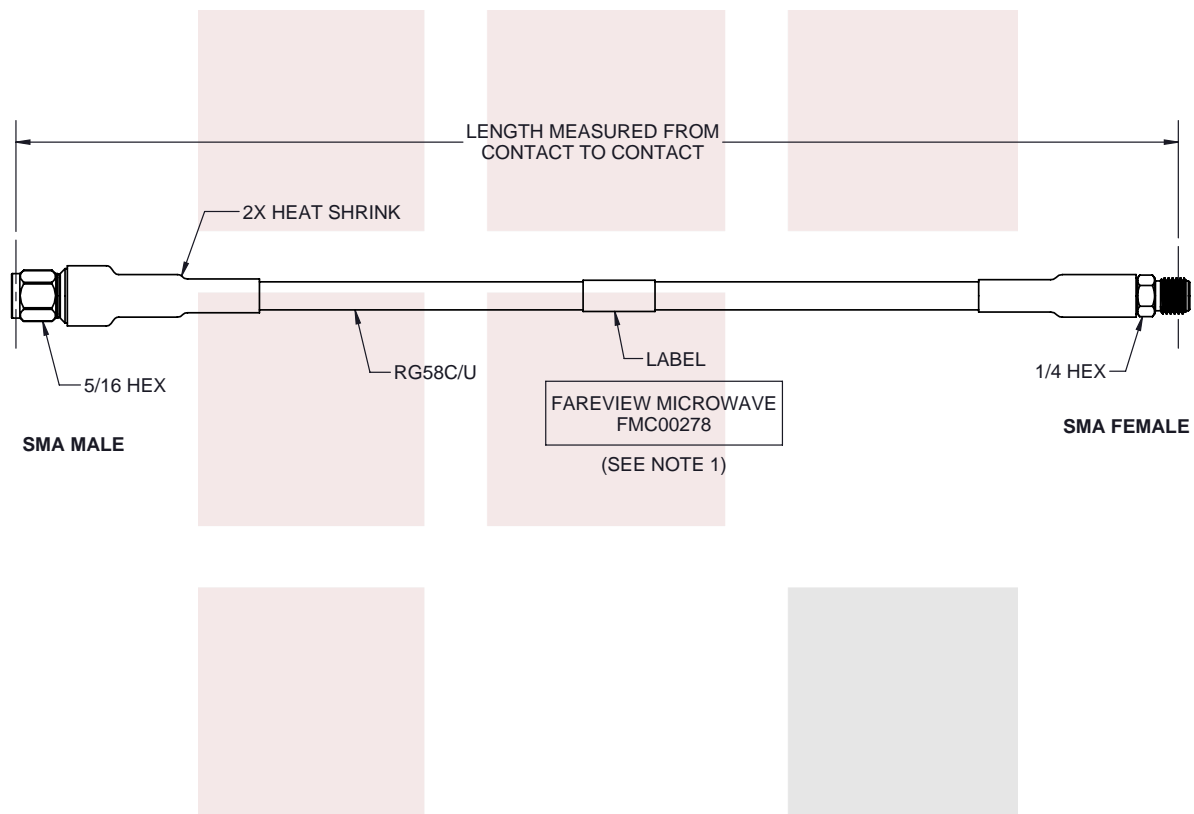 LENGTH MEASURED FROM
CONTACT TO CONTACT
2X HEAT SHRINK
5/16 HEX
RG58C/U
LABEL
1/4 HEX
FAREVIEW MICROWAVE
FMC00278
SMA MALE
SMA FEMALE
(SEE NOTE 1)